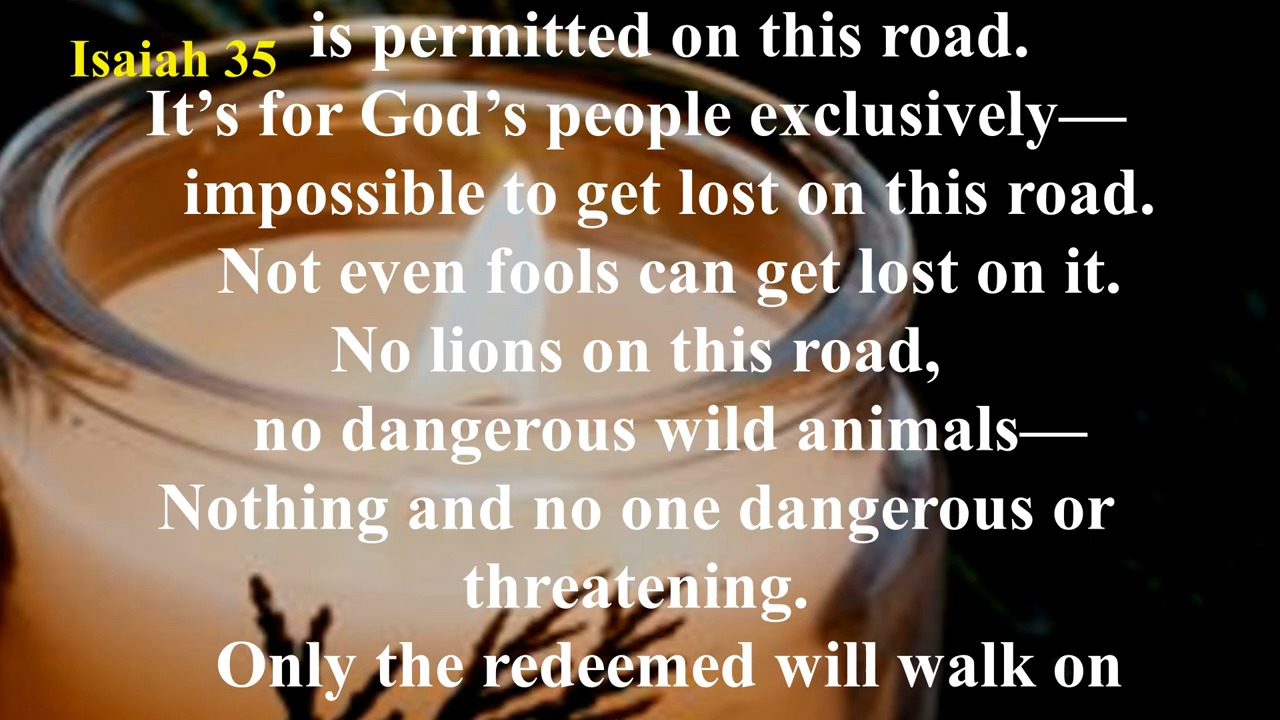 Isaiah 35
is permitted on this road.
It’s for God’s people exclusively—
impossible to get lost on this road.
Not even fools can get lost on it.
No lions on this road,
no dangerous wild animals—
Nothing and no one dangerous or
threatening.
Only the redeemed will walk on